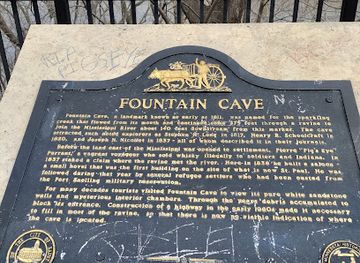 FOUNTAIN CAVE
Fountain Cave, a landmark known as early as 1811, was named for the sparkling
creek that flowed from its mouth and continued some 375 feet through a ravine to
join the Mississippi River about 140 feet downstream from this marker. The cave
attracted such noted explorers as Stephen H. Long in 1817, Henry R. Schoolcraft in
1820, and Joseph N. Nicollet in 1837 - all of whom described it in their journals.
Before the land east of the Mississippi was opened to settlement, Pierre "Pig's Eye"
Parrant, a rugged voyageur who sold whisky illegally to soldiers and Indians, in
1837 staked a claim where the ravine met the river. Here in 1838 he built a saloon -
a small hovel that was the first building on the site of what is now St. Paul. He was
followed during that year by several refugee settlers who had been ousted from
the Fort Snelling military reservation.
For many decades tourists visited Fountain Cave to view its pure white sandstone
walls and mysterious interior chambers. Through the years debris accumulated to
block its entrance. Construction of a highway in the early 1960s made it necessary
to fill in most of the ravine, so that there is now no visible indication of where
the cave is located.